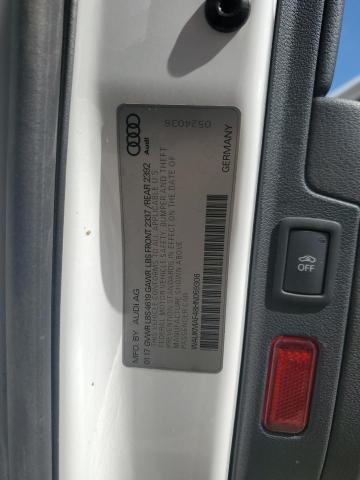 Audi
0524038
MFD. BY: AUDI AG
GERMANY
01.17 GVWR LBS 4619 GAWR LBS FRONT 2337 /REAR 2392
THIS VEHICLE CONFORMS TO ALL APPLICABLE U.S.
FEDERAL MOTOR VEHICLE SAFETY, BUMPER AND THEFT
PREVENTION STANDARDS IN EFFECT ON THE DATE OF
MANUFACTURE SHOWN ABOVE.
PASSENGER CAR
OFF